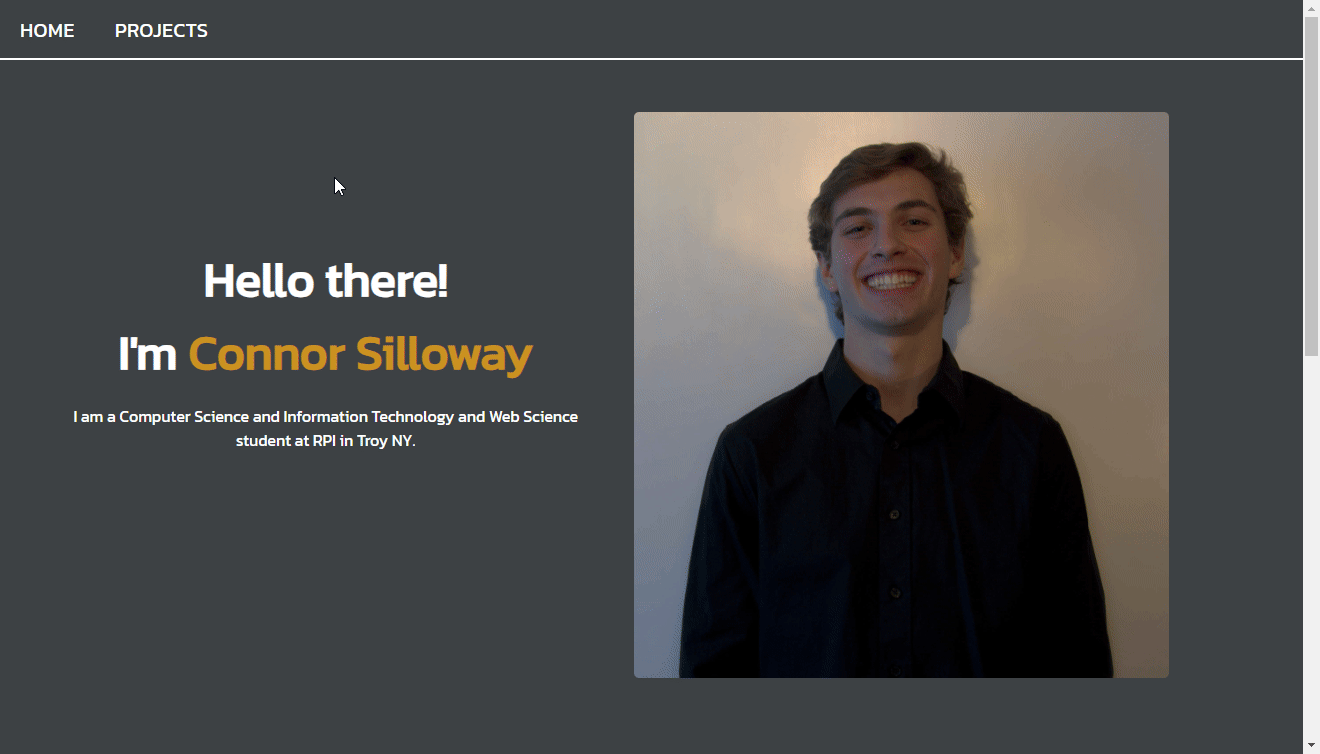 HOME PROJECTS
Hello there!
I'm Connor Silloway
I am a Computer Science and Information Technology and Web Science
student at RPI in Troy NY.